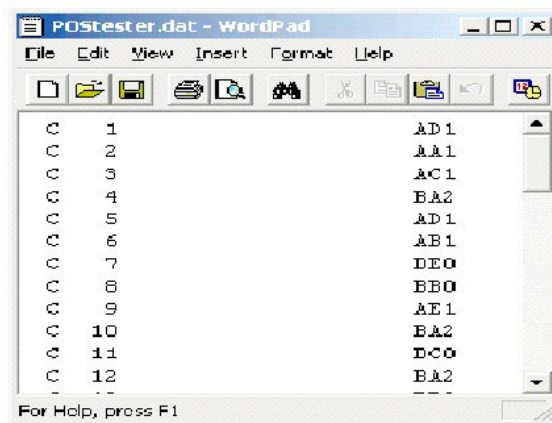 POStester.dat - WordPad
File Edit View Insert Format Help
C 1 AD1
C 2 AA1
C 3 AC1
C 4 BA2
C 5 AD1
C 6 AB1
C 7 DE0
C 8 BB0
C 9 AE1
C 10 BA2
C 11 DC0
C 12 BA2
For Help, press F1